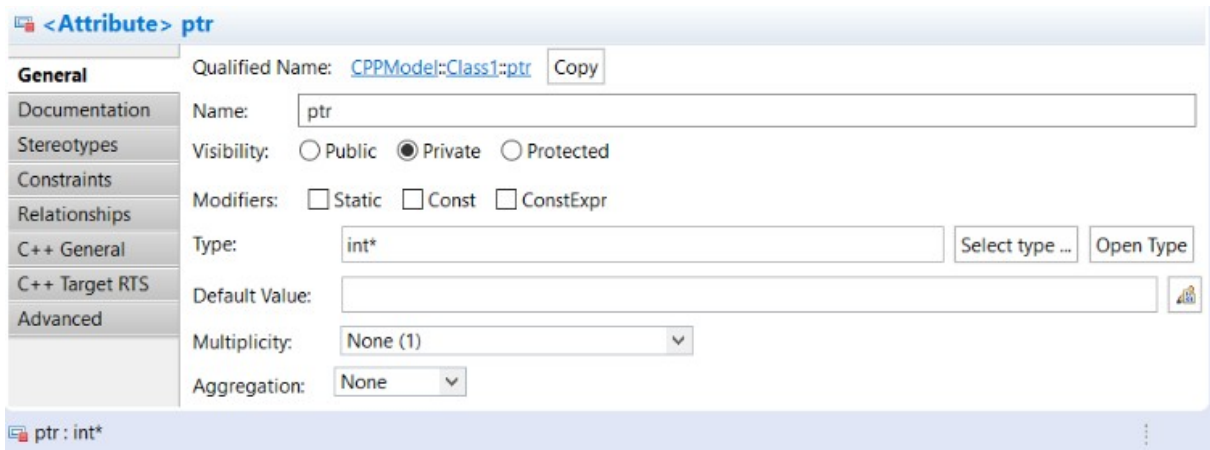 <Attribute> ptr
General
Documentation
Stereotypes
Constraints
Relationships
C++ General
C++ Target RTS
Advanced
Qualified Name: CPPModel::Class1::ptr Copy
Name: ptr
Visibility: Public Private Protected
Modifiers: Static Const ConstExpr
Type: int* Select type ... Open Type
Default Value:
Multiplicity: None (1)
Aggregation: None
ptr : int*